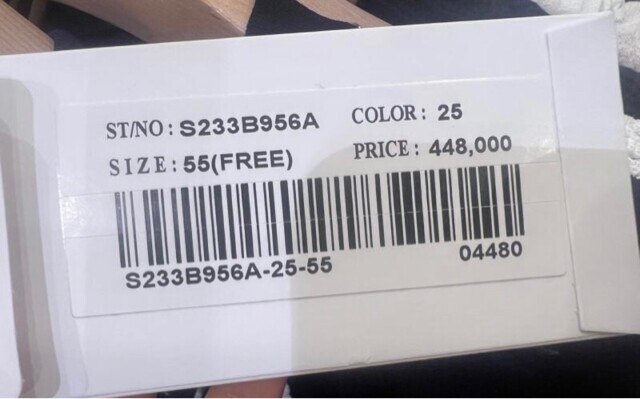 ST/NO : S233B956A COLOR : 25
SIZE : 55(FREE) PRICE : 448,000
S233B956A-25-55 04480